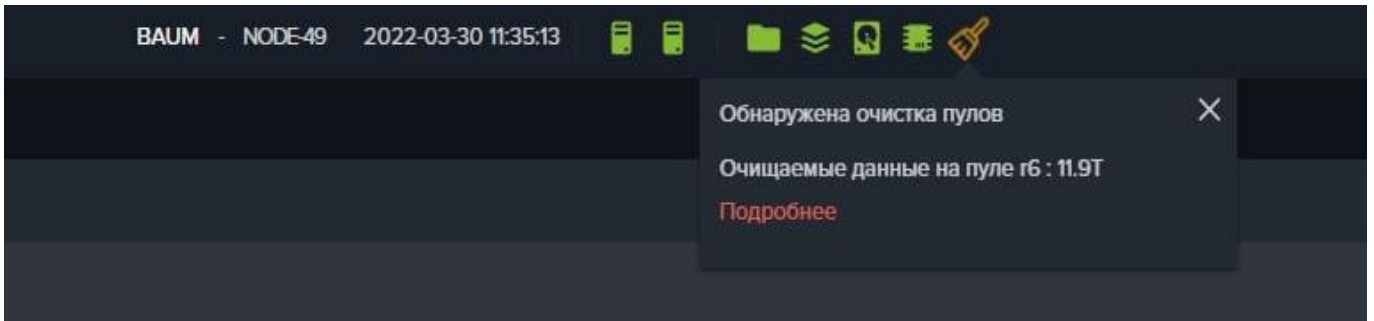 BAUM - NODE-49 2022-03-30 11:35:13
Обнаружена очистка пулов
Очищаемые данные на пуле r6 : 11.9T
Подробнее